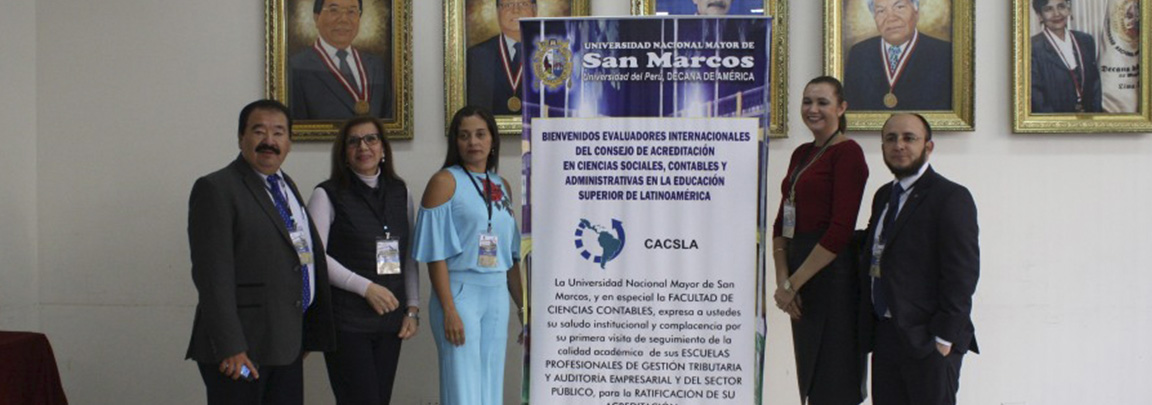 UNIVERSIDAD NACIONAL MAYOR DE
San Marcos
Universidad del Perú, DECANA DE AMÉRICA
BIENVENIDOS EVALUADORES INTERNACIONALES
DEL CONSEJO DE ACREDITACIÓN
EN CIENCIAS SOCIALES, CONTABLES Y
ADMINISTRATIVAS EN LA EDUCACIÓN
SUPERIOR DE LATINOAMÉRICA
CACSLA
La Universidad Nacional Mayor de San
Marcos, y en especial la FACULTAD DE
CIENCIAS CONTABLES, expresa a ustedes
su saludo institucional y complacencia por
su primera visita de seguimiento de la
calidad académica de sus ESCUELAS
PROFESIONALES DE GESTIÓN TRIBUTARIA
Y AUDITORÍA EMPRESARIAL Y DEL SECTOR
PÚBLICO, para la RATIFICACIÓN DE SU
ACREDITACIÓN